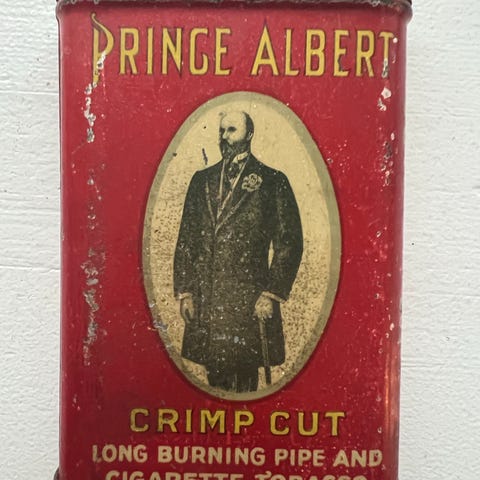 PRINCE ALBERT
CRIMP CUT
LONG BURNING PIPE AND
CIGARETTE TOBACCO